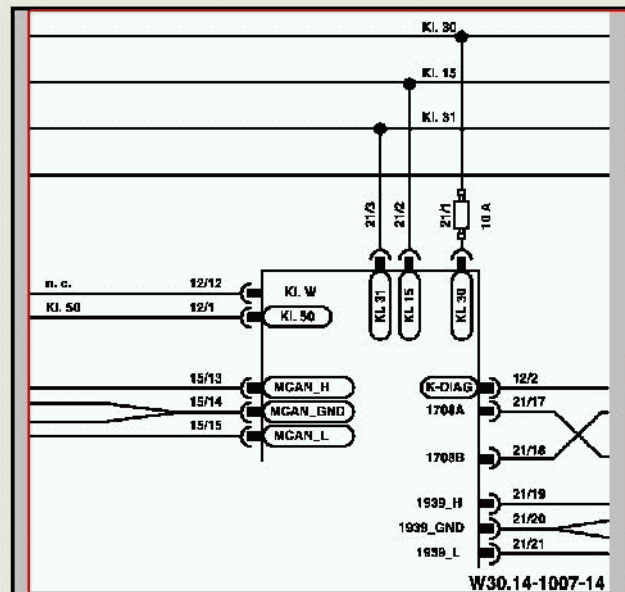 Kl. 30
Kl. 15
Kl. 31
21/3
21/2
21/1
10 A
n. c.
12/12
Kl. W
KL 31
KL 15
KL 30
Kl. 50
12/1
KL 50
15/13
MCAN_H
K-DIAG
12/2
15/14
MCAN_GND
1708A
21/17
15/15
MCAN_L
1708B
21/18
1939_H
21/19
1939_GND
21/20
1939_L
21/21
W30.14-1007-14